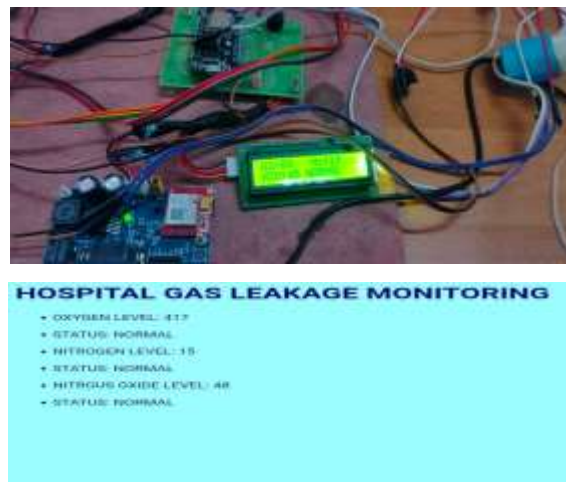 HOSPITAL GAS LEAKAGE MONITORING
• OXYGEN LEVEL: 417
• STATUS: NORMAL
• NITROGEN LEVEL: 15
• STATUS: NORMAL
• NITROUS OXIDE LEVEL: 48
• STATUS: NORMAL